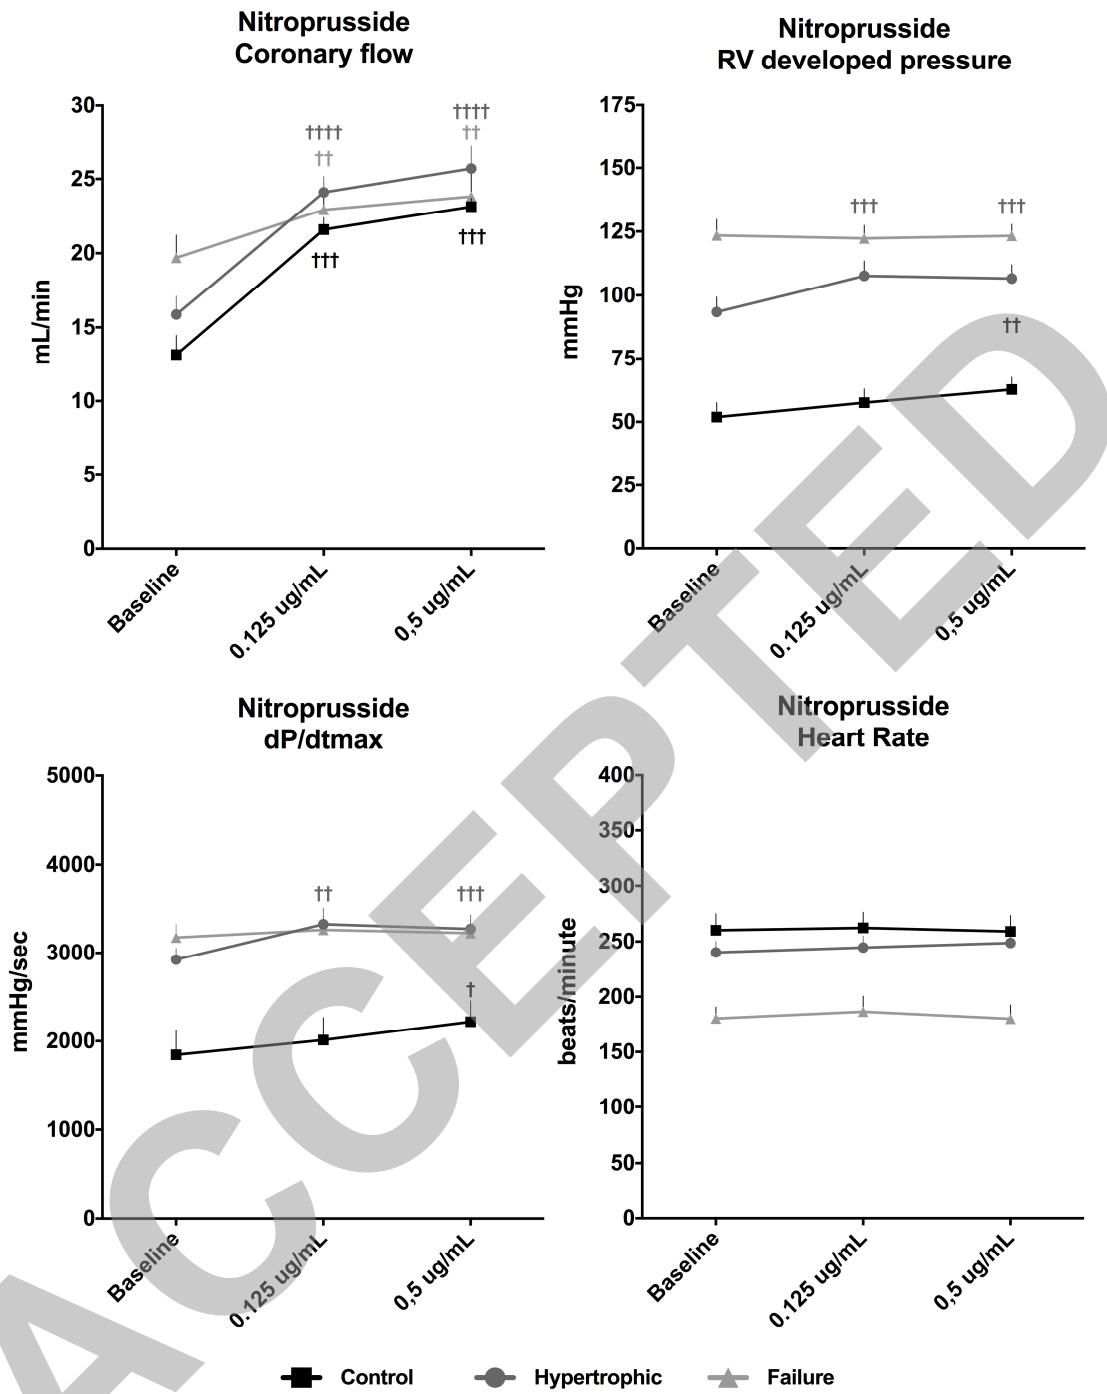 Nitroprusside
Coronary flow
30
25
20
15
10
5
0
mL/min
††††
††
†††
††††
††
†††
Baseline
0.125 ug/mL
0,5 ug/mL
Nitroprusside
RV developed pressure
175
150
125
100
75
50
25
0
mmHg
†††
†††
††
Baseline
0.125 ug/mL
0,5 ug/mL
Nitroprusside
dP/dtmax
5000
4000
3000
2000
1000
0
mmHg/sec
††
†††
†
Baseline
0.125 ug/mL
0,5 ug/mL
Nitroprusside
Heart Rate
400
350
300
250
200
150
100
50
0
beats/minute
Baseline
0.125 ug/mL
0,5 ug/mL
Control
Hypertrophic
Failure
ACCEPTED